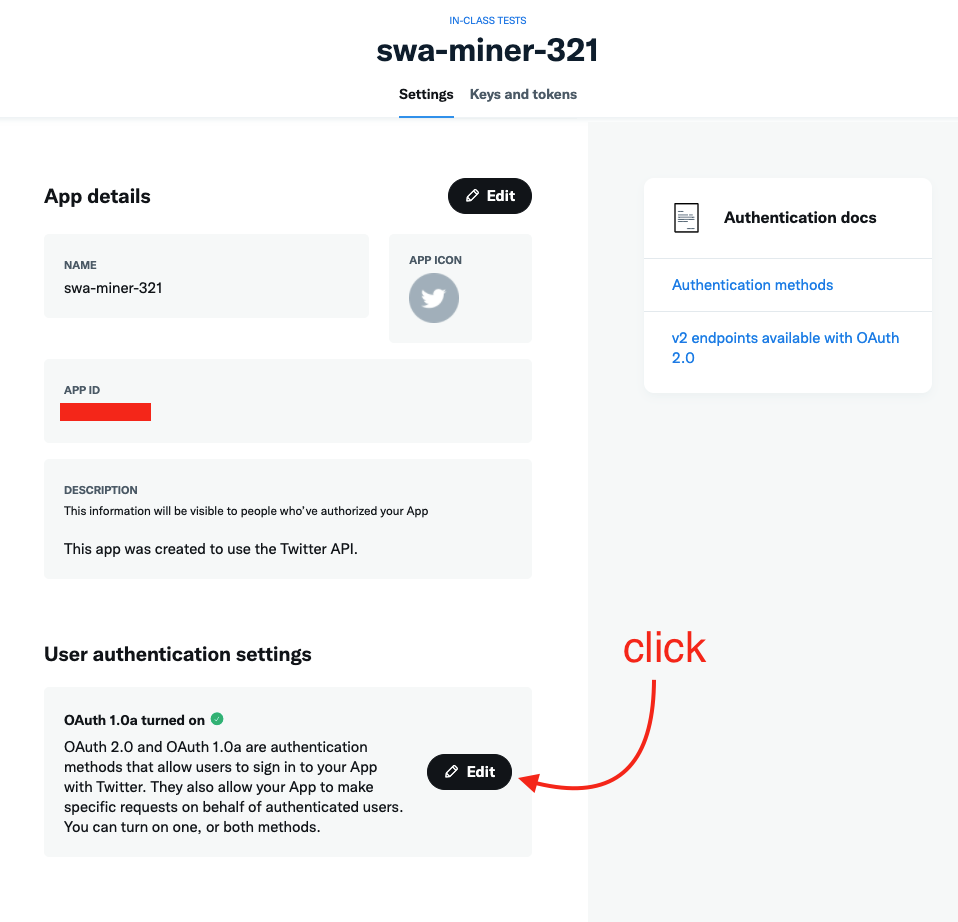 IN-CLASS TESTS
swa-miner-321
Settings
Keys and tokens
App details
Edit
NAME
swa-miner-321
APP ICON
APP ID
DESCRIPTION
This information will be visible to people who've authorized your App
This app was created to use the Twitter API.
Authentication docs
Authentication methods
v2 endpoints available with OAuth
2.0
User authentication settings
click
OAuth 1.0a turned on
OAuth 2.0 and OAuth 1.0a are authentication
methods that allow users to sign in to your App
with Twitter. They also allow your App to make
specific requests on behalf of authenticated users.
You can turn on one, or both methods.
Edit